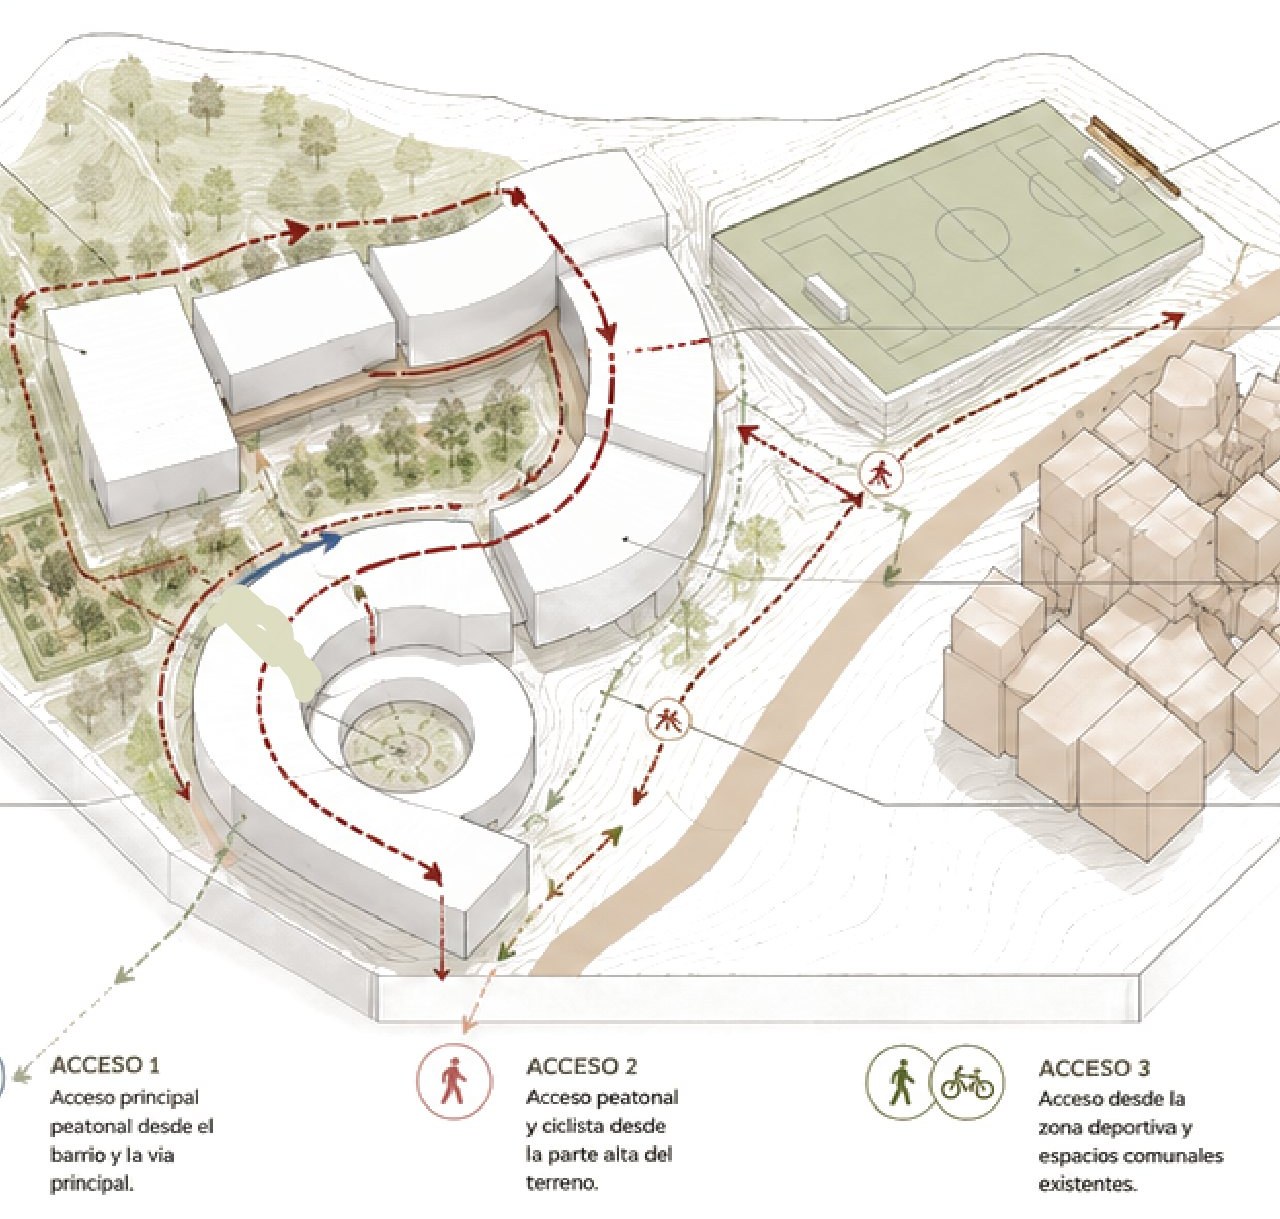 ACCESO 1
Acceso principal
peatonal desde el
barrio y la via
principal.
ACCESO 2
Acceso peatonal
y ciclista desde
la parte alta del
terreno.
ACCESO 3
Acceso desde la
zona deportiva y
espacios comunales
existentes.